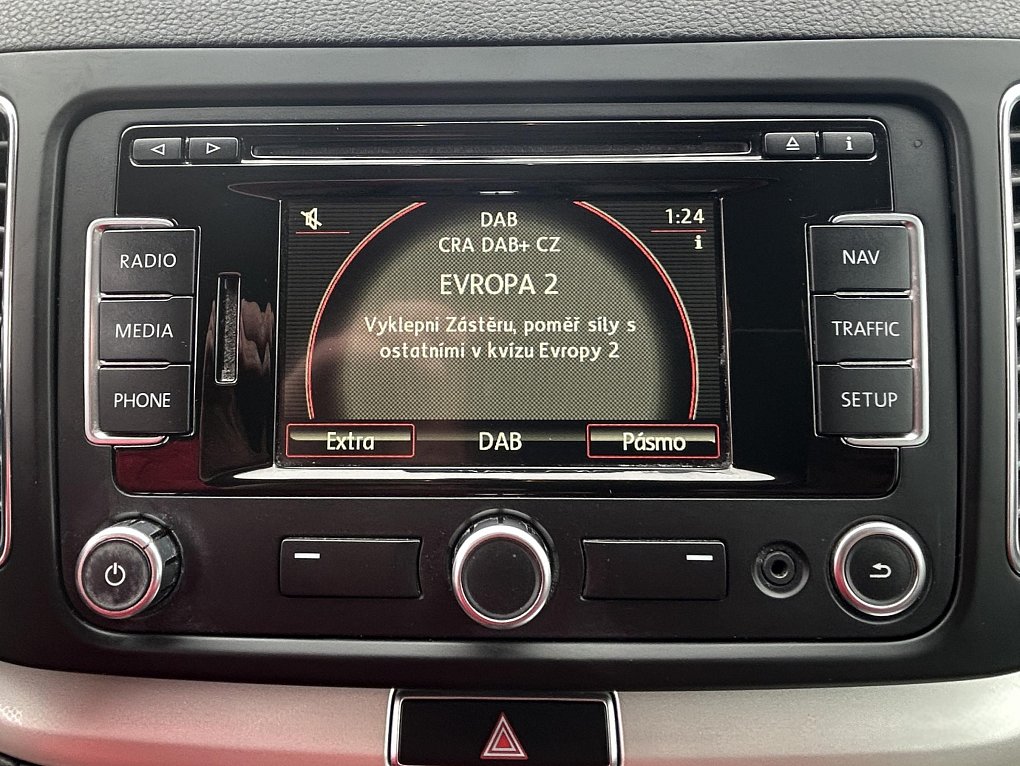 DAB
1:24
CRA DAB+ CZ
i
EVROPA 2
Vyklepni Zástěru, poměř síly s
ostatními v kvízu Evropy 2
Extra
DAB
Pásmo
RADIO
MEDIA
PHONE
i
NAV
TRAFFIC
SETUP